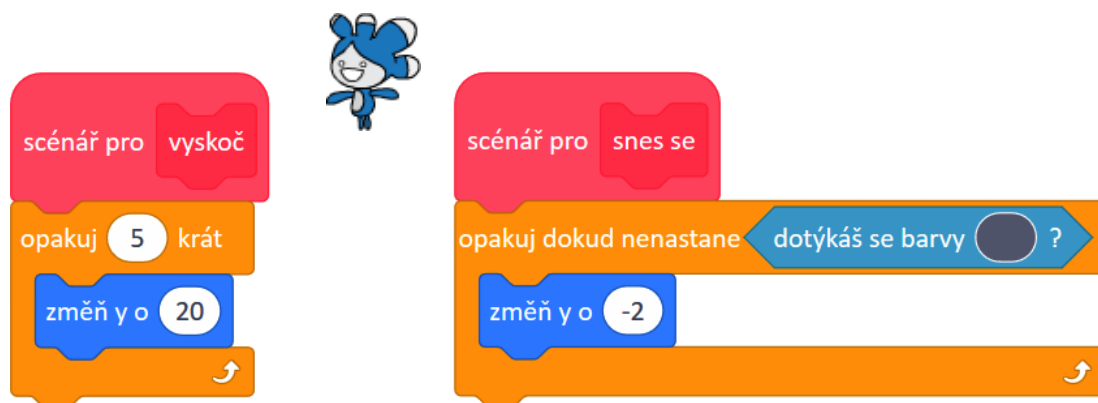 scénář pro vyskoč
opakuj 5 krát
změň y o 20
scénář pro snes se
opakuj dokud nenastane dotýkáš se barvy ?
změň y o -2